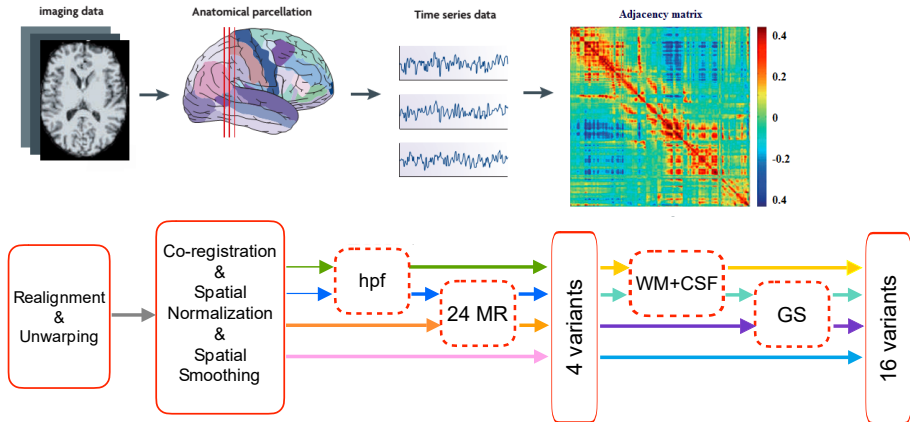 imaging data
Anatomical parcellation
Time series data
Adjacency matrix
0.4
0.2
0
-0.2
0.4
Realignment
&
Unwarping
Co-registration
&
Spatial
Normalization
&
Spatial
Smoothing
hpf
24 MR
4 variants
WM+CSF
GS
16 variants